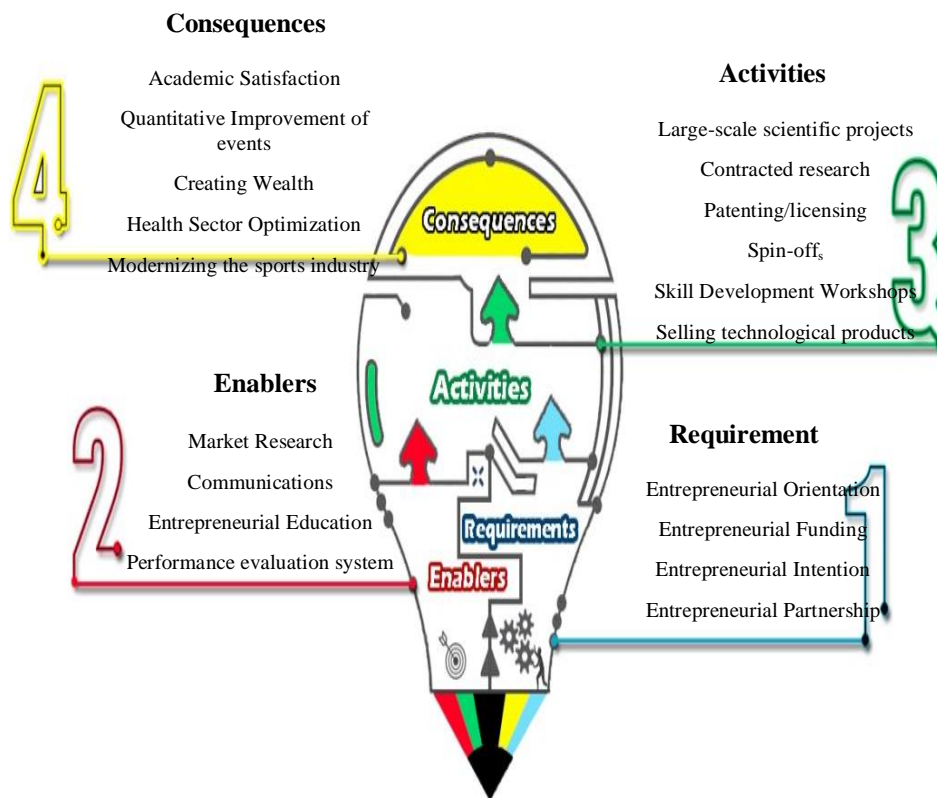 Consequences
Academic Satisfaction
Quantitative Improvement of
events
Creating Wealth
Health Sector Optimization
Modernizing the sports industry
4
Activities
Large-scale scientific projects
Contracted research
Patenting/licensing
Spin-offs
Skill Development Workshops
Selling technological products
3
Enablers
Market Research
Communications
Entrepreneurial Education
Performance evaluation system
2
Requirement
Entrepreneurial Orientation
Entrepreneurial Funding
Entrepreneurial Intention
Entrepreneurial Partnership
1
Consequences
Activities
Requirements
Enablers